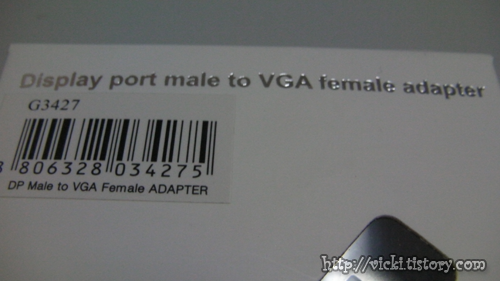 Display port male to VGA female adapter
G3427
8 806328 034275
DP Male to VGA Female ADAPTER
http://vicki.tistory.com